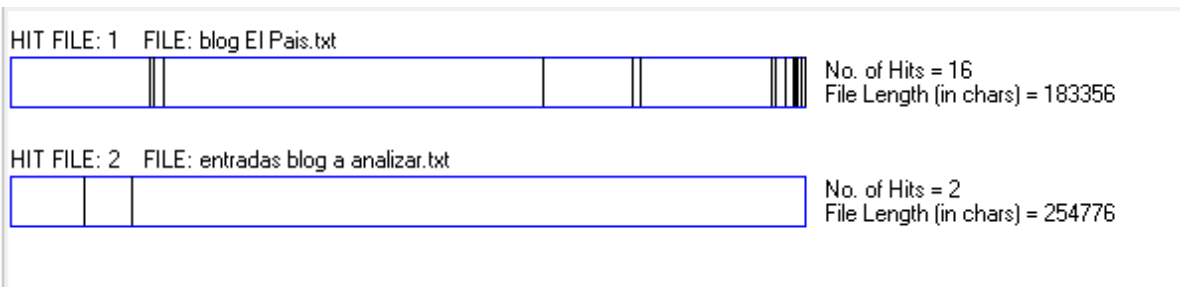 HIT FILE: 1 FILE: blog El Pais.txt
No. of Hits = 16
File Length (in chars) = 183356
HIT FILE: 2 FILE: entradas blog a analizar.txt
No. of Hits = 2
File Length (in chars) = 254776